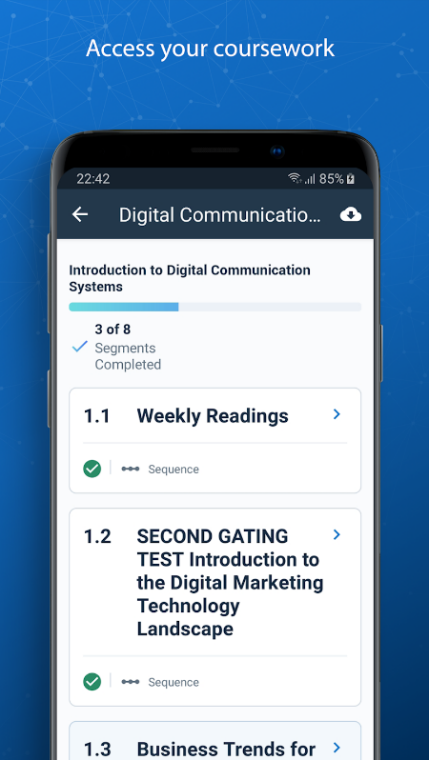 Access your coursework
22:42
85%
Digital Communicatio...
Introduction to Digital Communication
Systems
3 of 8
Segments
Completed
1.1 Weekly Readings
Sequence
1.2 SECOND GATING
TEST Introduction to
the Digital Marketing
Technology
Landscape
Sequence
1.3 Business Trends for